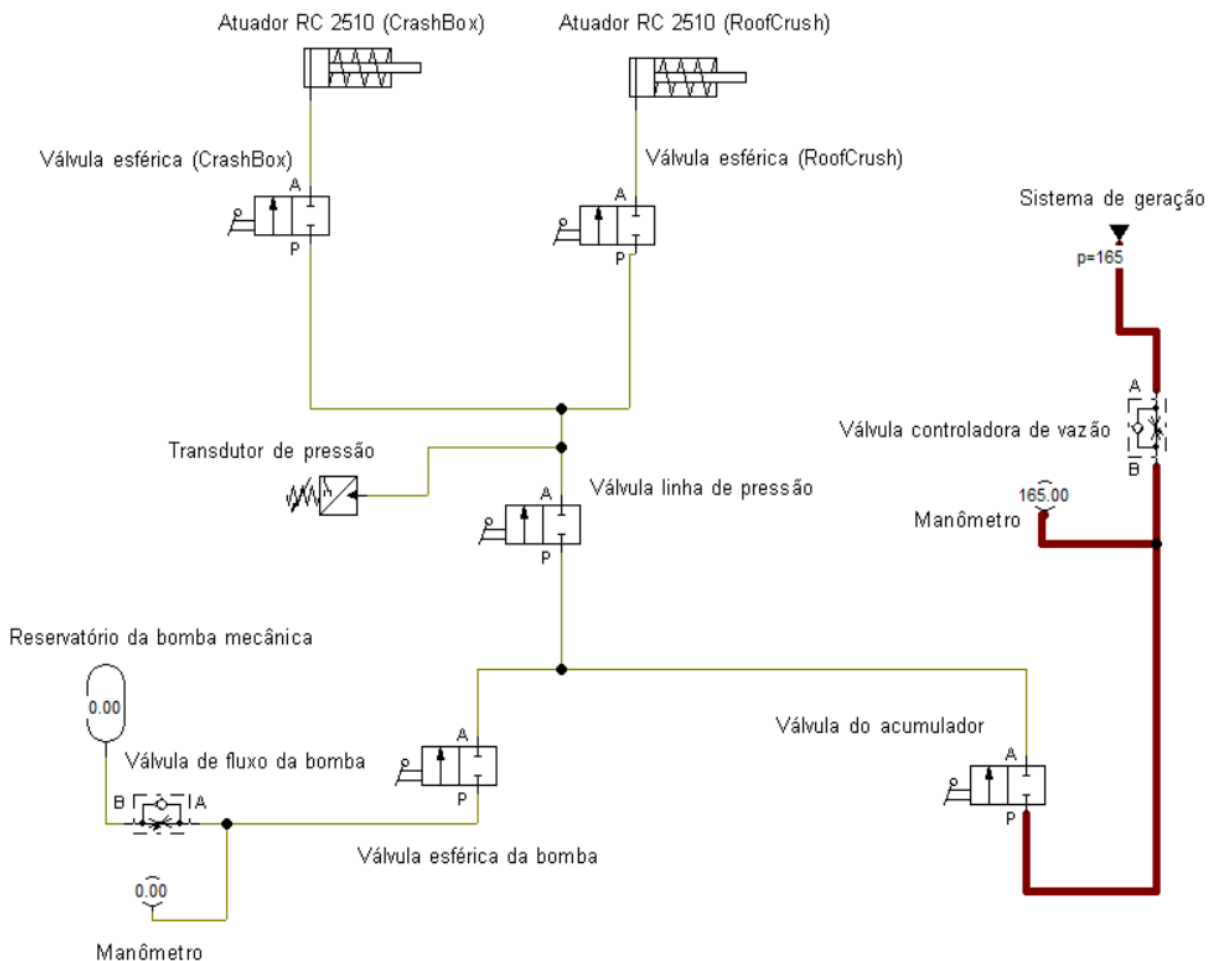 Atuador RC 2510 (CrashBox)
Atuador RC 2510 (RoofCrush)
Válvula esférica (CrashBox)
A
P
Válvula esférica (RoofCrush)
A
P
Sistema de geração
p=165
A
Válvula controladora de vazão
B
165.00
Manômetro
Transdutor de pressão
A
Válvula linha de pressão
P
Reservatório da bomba mecânica
0.00
A
Válvula de fluxo da bomba
P
B
A
Válvula esférica da bomba
0.00
Manômetro
Válvula do acumulador
A
P